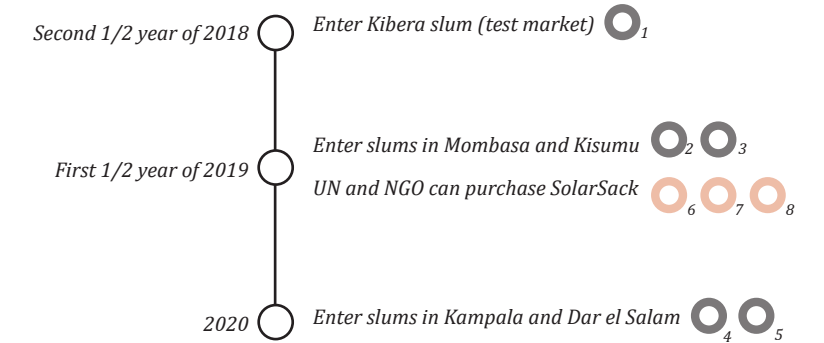 Second 1/2 year of 2018 Enter Kibera slum (test market) 1
Enter slums in Mombasa and Kisumu 2 3
First 1/2 year of 2019
UN and NGO can purchase SolarSack 6 7 8
2020 Enter slums in Kampala and Dar el Salam 4 5